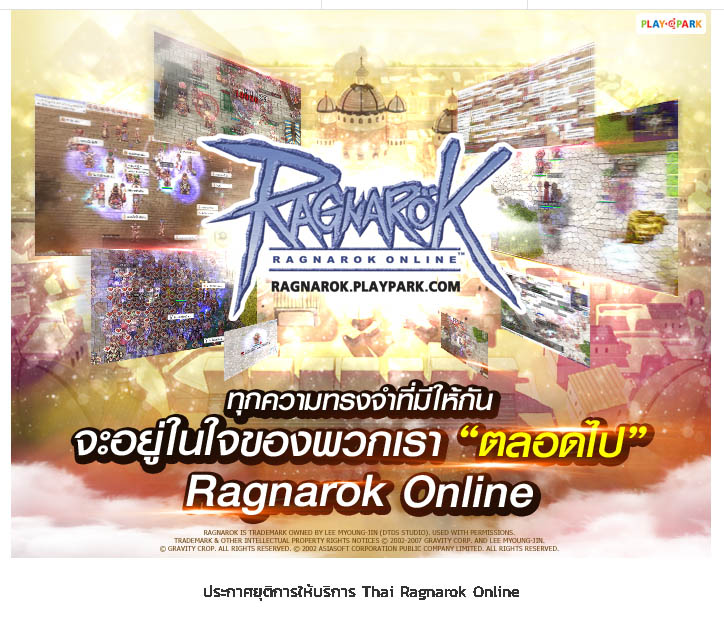 PLAY PARK
RAGNARÖK
RAGNAROK ONLINE™
RAGNAROK.PLAYPARK.COM
ทุกความทรงจำที่มีให้กัน
จะอยู่ในใจของพวกเรา “ตลอดไป”
Ragnarok Online
RAGNAROK IS TRADEMARK OWNED BY LEE MYOUNG-JIN (DTDS STUDIO). USED WITH PERMISSIONS.
TRADEMARK & OTHER INTELLECTUAL PROPERTY RIGHTS NOTICES © 2002-2007 GRAVITY CORP. AND LEE MYOUNG-JIN.
© GRAVITY CROP. ALL RIGHTS RESERVED. © 2002 ASIASOFT CORPORATION PUBLIC COMPANY LIMITED. ALL RIGHTS RESERVED.
ประกาศยุติการให้บริการ Thai Ragnarok Online